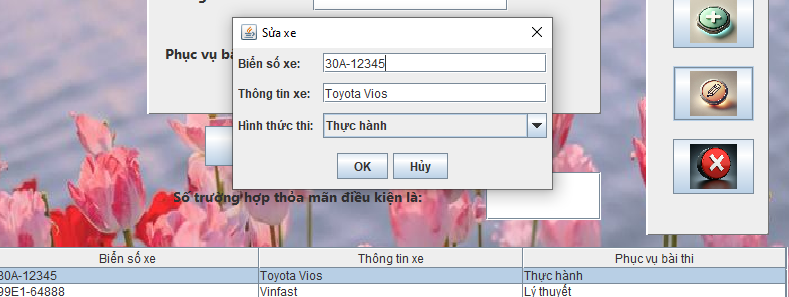 Sửa xe
Phục vụ bài
Biển số xe:
30A-12345
Thông tin xe:
Toyota Vios
Hình thức thi:
Thực hành
OK
Hủy
Số trường hợp thỏa mãn điều kiện là:
Biển số xe
Thông tin xe
Phục vụ bài thi
30A-12345
Toyota Vios
Thực hành
99E1-64888
Vinfast
Lý thuyết